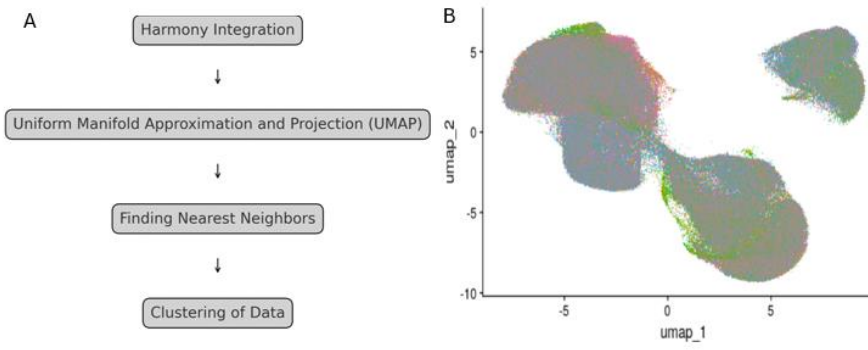 A
Harmony Integration
↓
Uniform Manifold Approximation and Projection (UMAP)
↓
Finding Nearest Neighbors
↓
Clustering of Data
B
umap_2
5
0
-5
-10
-5
0
5
umap_1